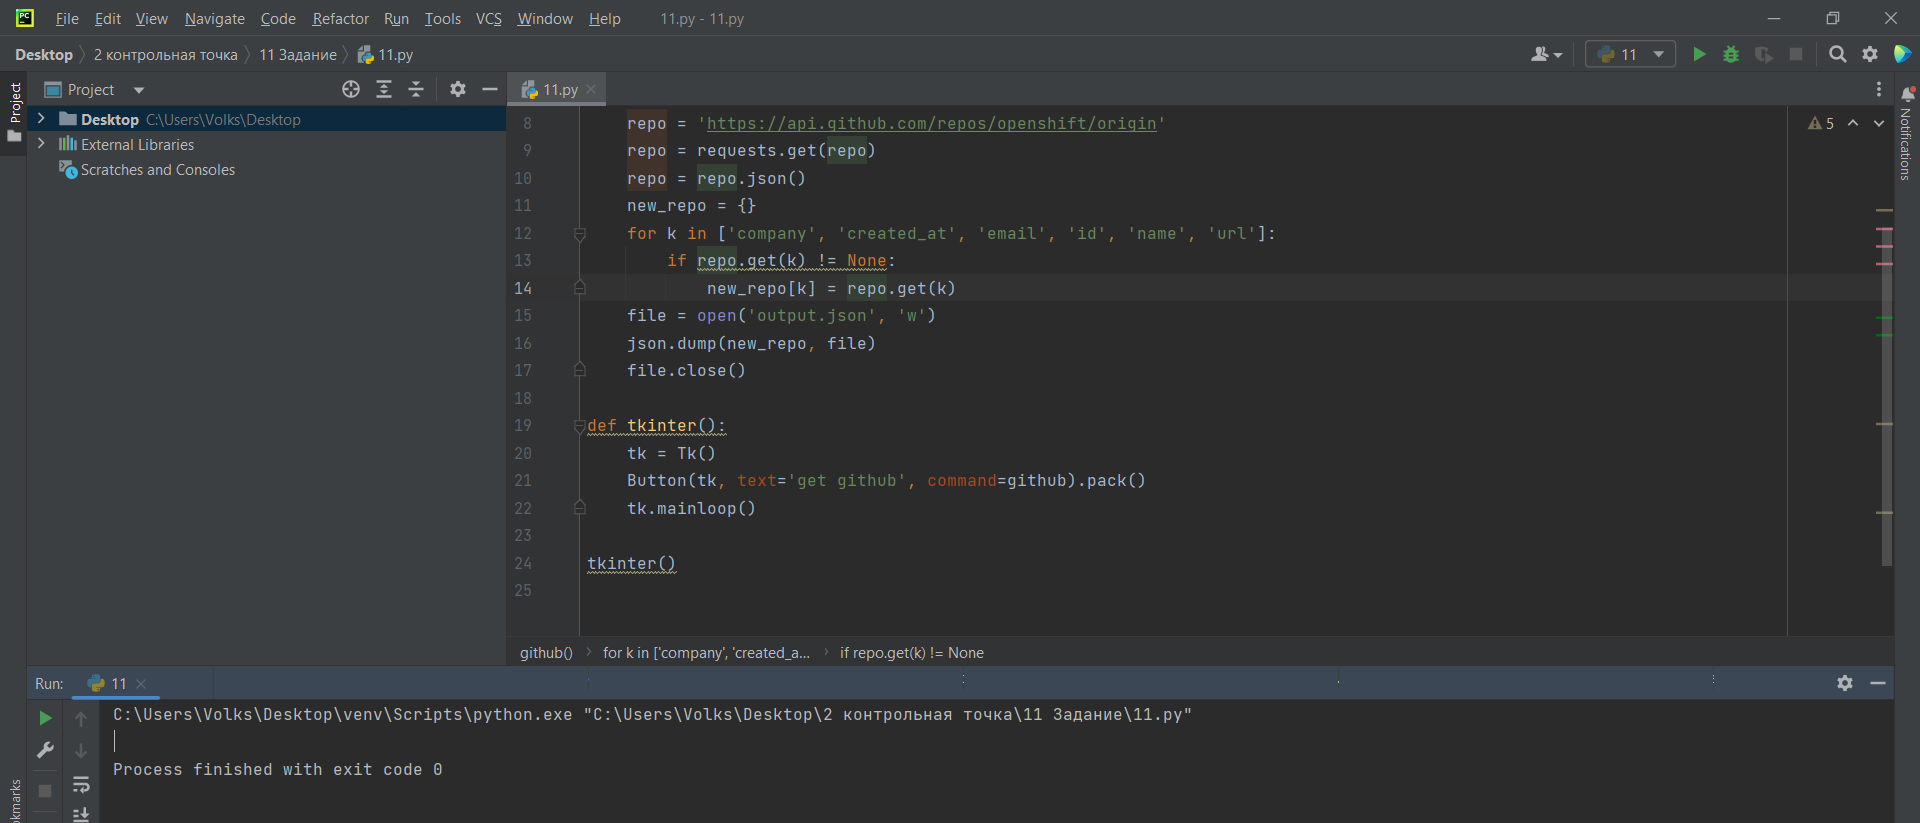 PC File Edit View Navigate Code Refactor Run Tools VCS Window Help 11.py - 11.py
Desktop 2 контрольная точка 11 Задание 11.py 11
Project 11.py
Project
Desktop C:\Users\Volks\Desktop
External Libraries
Scratches and Consoles
5
Notifications
8 repo = 'https://api.github.com/repos/openshift/origin'
9 repo = requests.get(repo)
10 repo = repo.json()
11 new_repo = {}
12 for k in ['company', 'created_at', 'email', 'id', 'name', 'url']:
13 if repo.get(k) != None:
14 new_repo[k] = repo.get(k)
15 file = open('output.json', 'w')
16 json.dump(new_repo, file)
17 file.close()
18
19 def tkinter():
20 tk = Tk()
21 Button(tk, text='get github', command=github).pack()
22 tk.mainloop()
23
24 tkinter()
25
github() for k in ['company', 'created_a... if repo.get(k) != None
Run: 11
C:\Users\Volks\Desktop\venv\Scripts\python.exe "C:\Users\Volks\Desktop\2 контрольная точка\11 Задание\11.py"
Process finished with exit code 0
okmarks